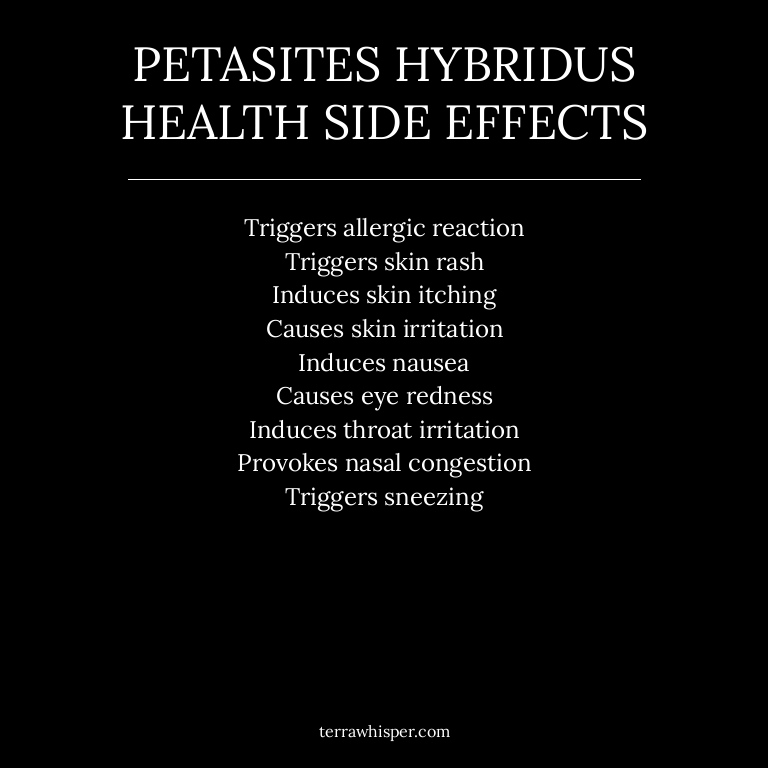 PETASITES HYBRIDUS
HEALTH SIDE EFFECTS
Triggers allergic reaction
Triggers skin rash
Induces skin itching
Causes skin irritation
Induces nausea
Causes eye redness
Induces throat irritation
Provokes nasal congestion
Triggers sneezing
terrawhisper.com